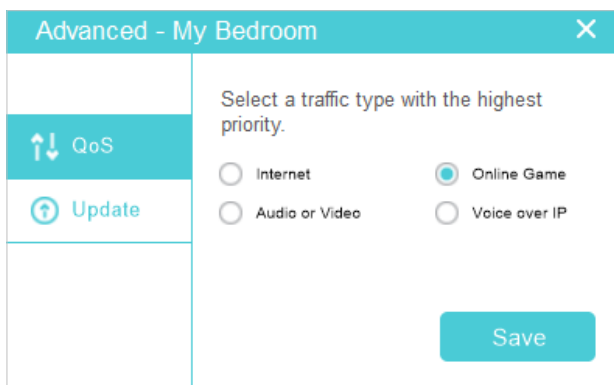 Advanced - My Bedroom
QoS
Update
Select a traffic type with the highest
priority.
Internet
Online Game
Audio or Video
Voice over IP
Save